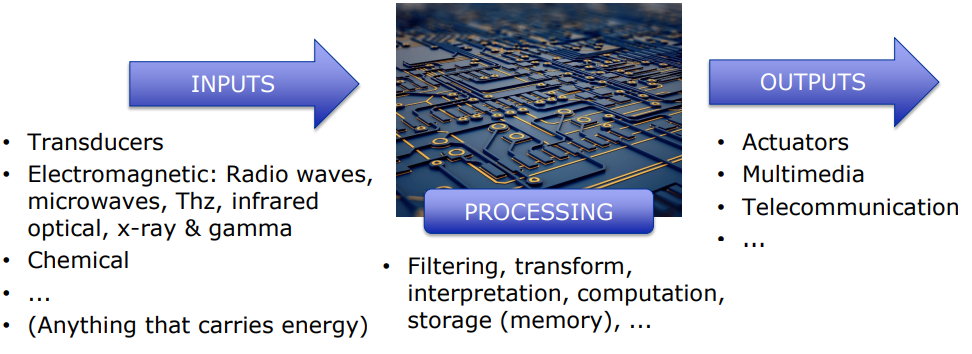 INPUTS
• Transducers
• Electromagnetic: Radio waves,
microwaves, Thz, infrared
optical, x-ray & gamma
• Chemical
• ...
• (Anything that carries energy)
PROCESSING
• Filtering, transform,
interpretation, computation,
storage (memory), ...
OUTPUTS
• Actuators
• Multimedia
• Telecommunication
• ...